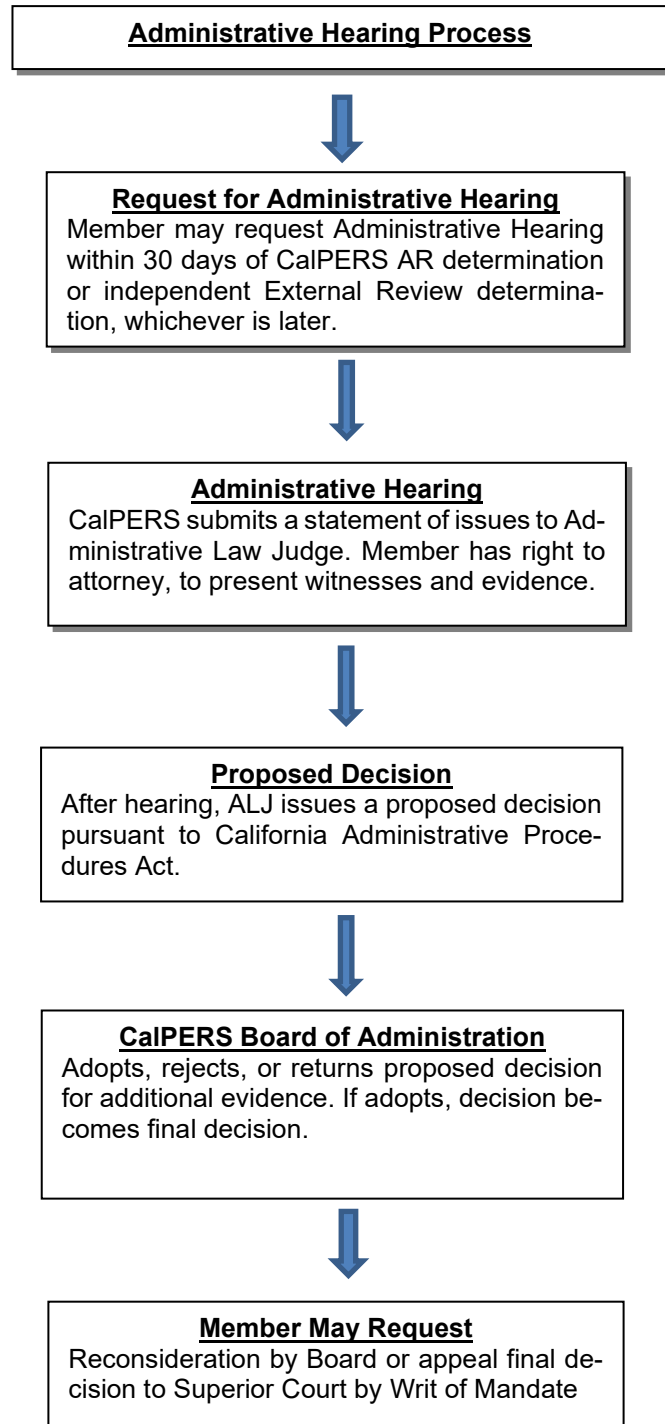 Administrative Hearing Process
Request for Administrative Hearing
Member may request Administrative Hearing
within 30 days of CalPERS AR determination
or independent External Review determina-
tion, whichever is later.
Administrative Hearing
CalPERS submits a statement of issues to Ad-
ministrative Law Judge. Member has right to
attorney, to present witnesses and evidence.
Proposed Decision
After hearing, ALJ issues a proposed decision
pursuant to California Administrative Proce-
dures Act.
CalPERS Board of Administration
Adopts, rejects, or returns proposed decision
for additional evidence. If adopts, decision be-
comes final decision.
Member May Request
Reconsideration by Board or appeal final de-
cision to Superior Court by Writ of Mandate